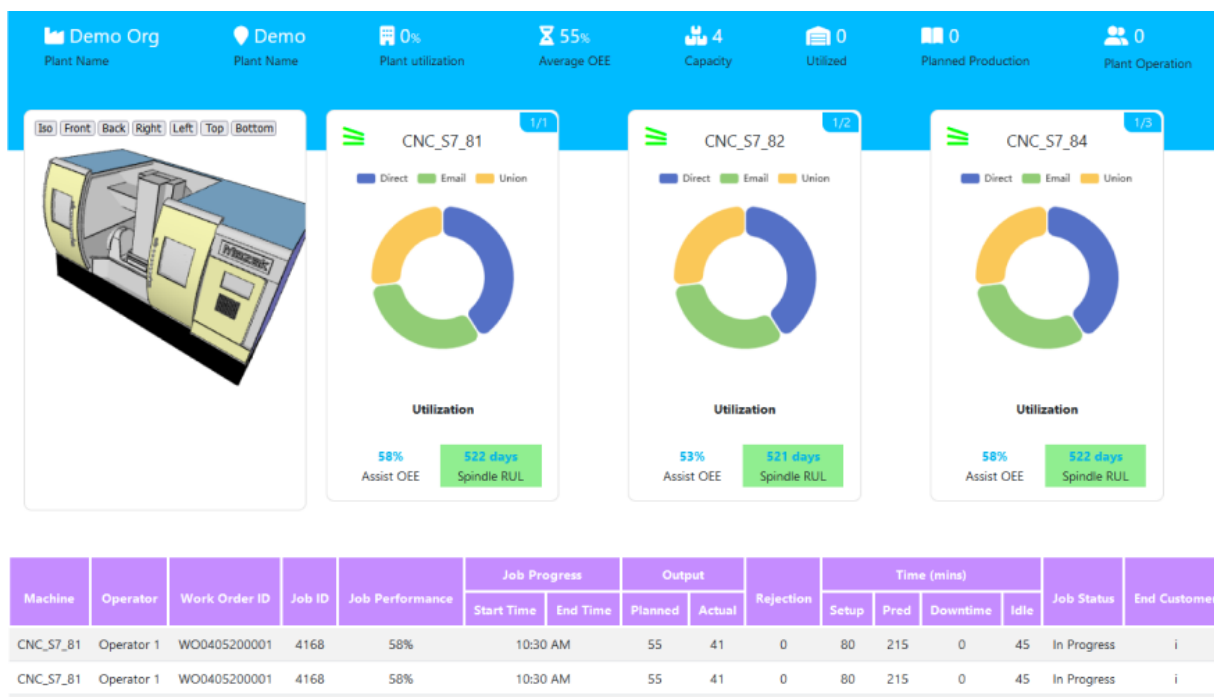 Demo Org Demo 0% 55% 4 0 0 0
Plant Name Plant Name Plant utilization Average OEE Capacity Utilized Planned Production Plant Operation
Iso Front Back Right Left Top Bottom
Mazak
1/1
CNC_S7_81
Direct Email Union
Utilization
58% 522 days
Assist OEE Spindle RUL
1/2
CNC_S7_82
Direct Email Union
Utilization
53% 521 days
Assist OEE Spindle RUL
1/3
CNC_S7_84
Direct Email Union
Utilization
58% 522 days
Assist OEE Spindle RUL
Job Progress Output Time (mins)
Machine Operator Work Order ID Job ID Job Performance Rejection Job Status End Custome
Start Time End Time Planned Actual Setup Pred Downtime Idle
CNC_S7_81 Operator 1 WO0405200001 4168 58% 10:30 AM 55 41 0 80 215 0 45 In Progress i
CNC_S7_81 Operator 1 WO0405200001 4168 58% 10:30 AM 55 41 0 80 215 0 45 In Progress i